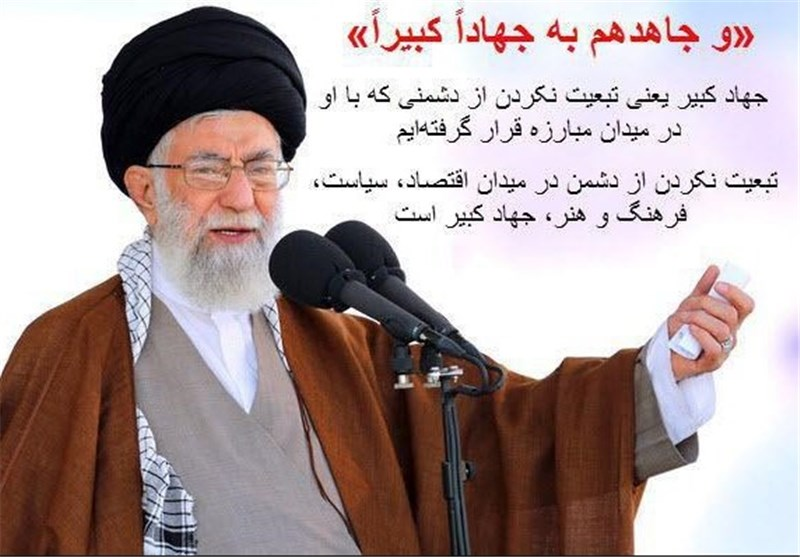 «و جاهدهم به جهاداً کبیراً»
جهاد کبیر یعنی تبعیت نکردن از دشمنی که با او
در میدان مبارزه قرار گرفته‌ایم
تبعیت نکردن از دشمن در میدان اقتصاد، سیاست،
فرهنگ و هنر، جهاد کبیر است